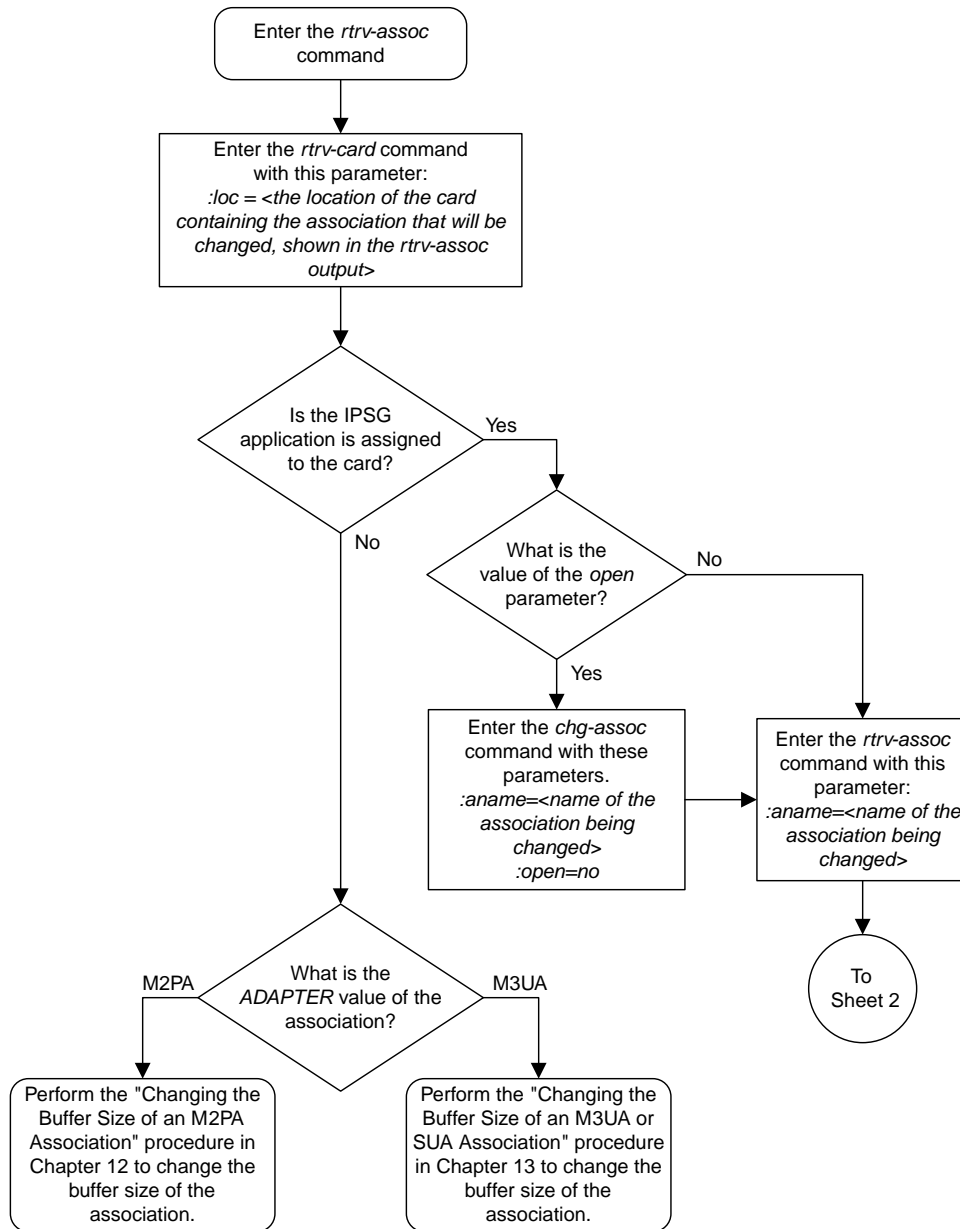 Enter the rtrv-assoc
command
Enter the rtrv-card command
with this parameter:
:loc = <the location of the card
containing the association that will be
changed, shown in the rtrv-assoc
output>
Is the IPSG
application is assigned
to the card?
Yes
No
What is the
value of the open
parameter?
No
Yes
Enter the chg-assoc
command with these
parameters.
:aname=<name of the
association being
changed>
:open=no
Enter the rtrv-assoc
command with this
parameter:
:aname=<name of the
association being
changed>
To
Sheet 2
What is the
ADAPTER value of the
association?
M2PA
M3UA
Perform the "Changing the
Buffer Size of an M2PA
Association" procedure in
Chapter 12 to change the
buffer size of the
association.
Perform the "Changing the
Buffer Size of an M3UA or
SUA Association" procedure
in Chapter 13 to change the
buffer size of the
association.